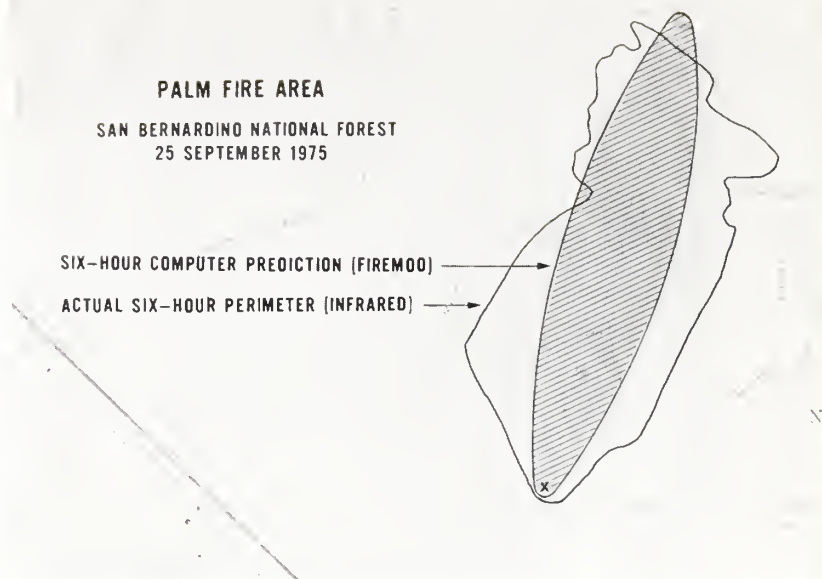 PALM FIRE AREA
SAN BERNARDINO NATIONAL FOREST
25 SEPTEMBER 1975
SIX-HOUR COMPUTER PREDICTION (FIREMOD)
ACTUAL SIX-HOUR PERIMETER (INFRARED)
X